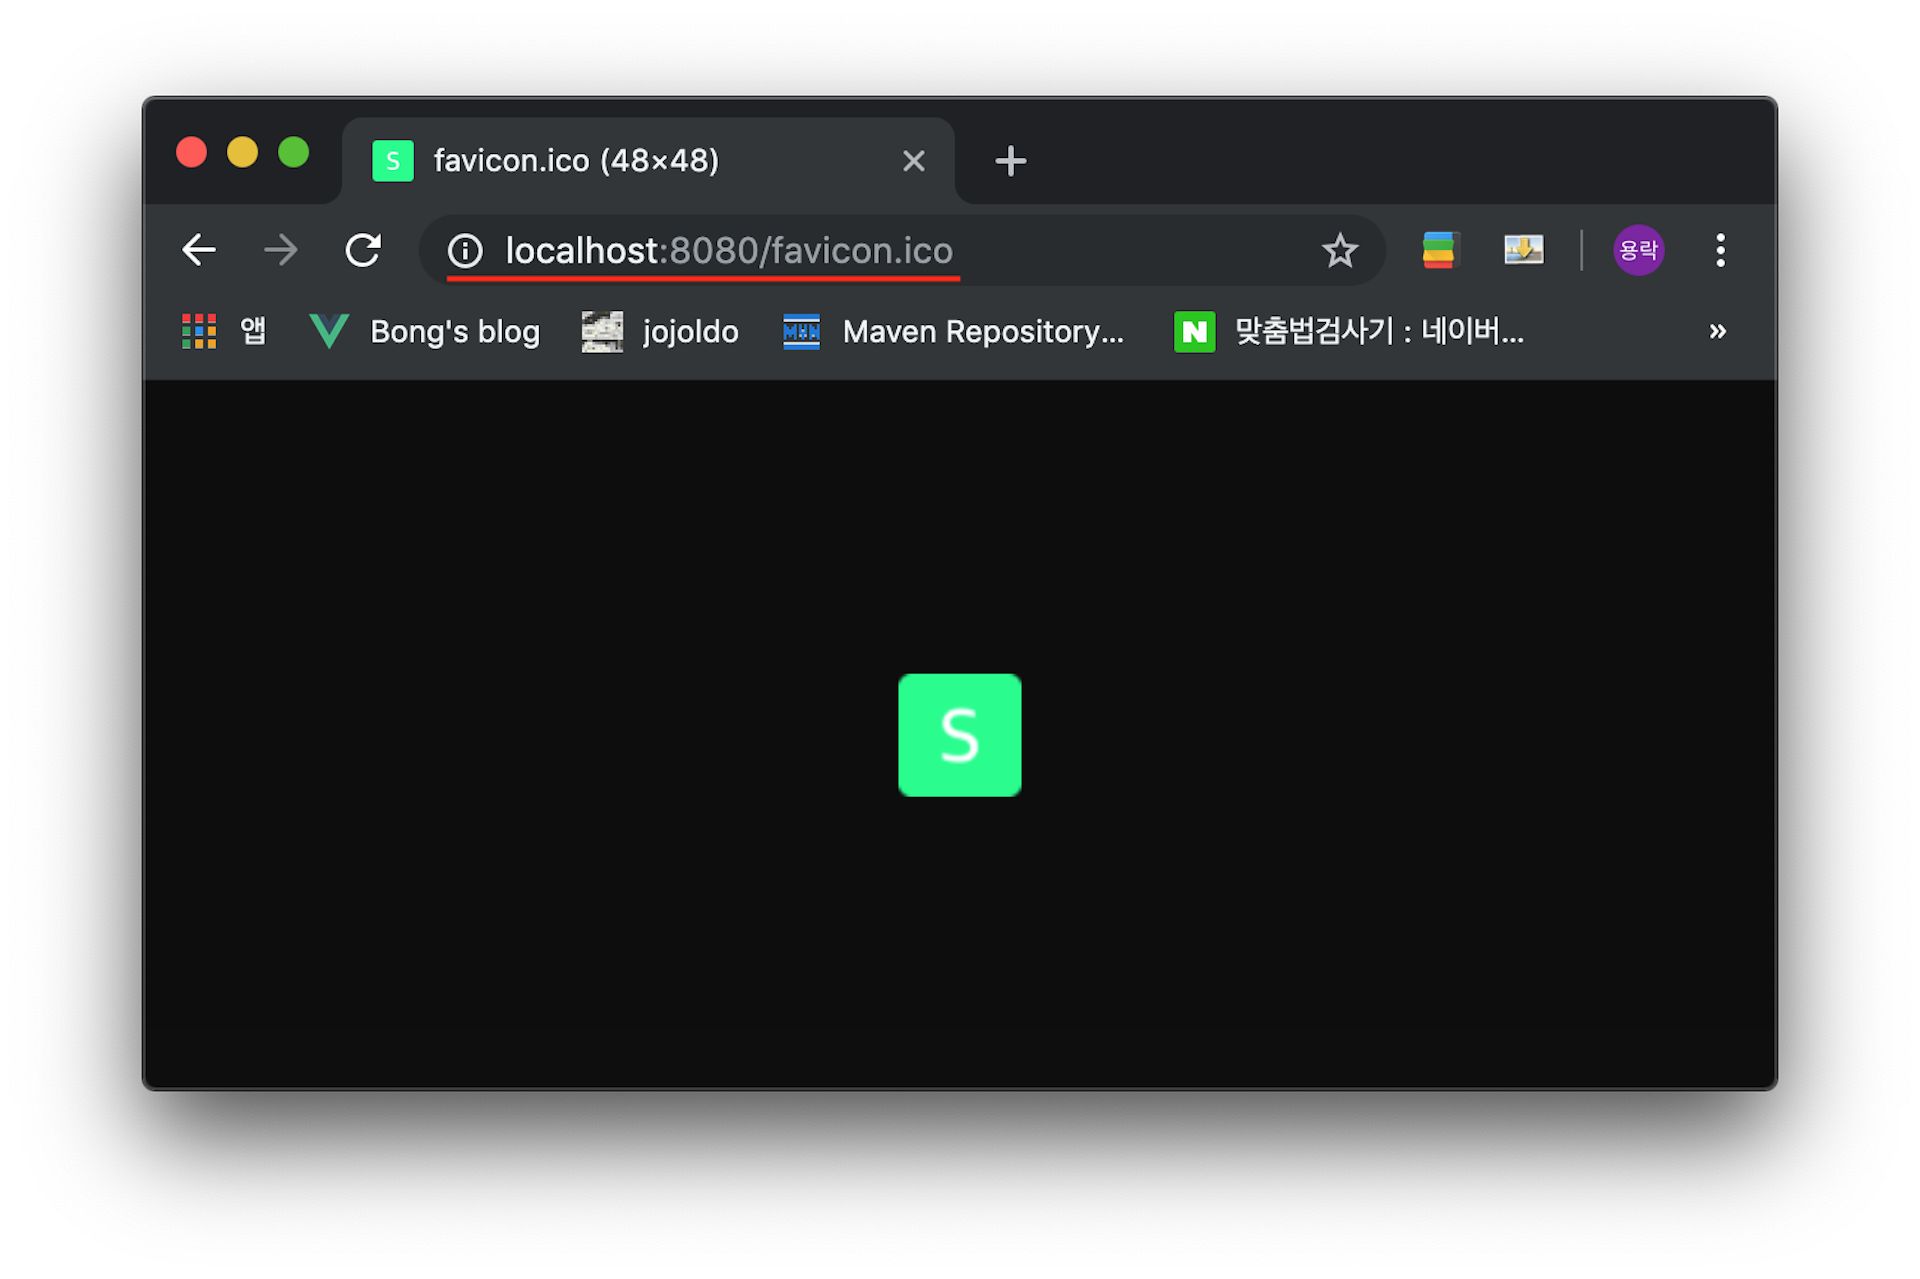 S favicon.ico (48×48)
localhost:8080/favicon.ico 용락
앱 Bong's blog jojoldo MVN Maven Repository... N 맞춤법검사기 : 네이버...
S